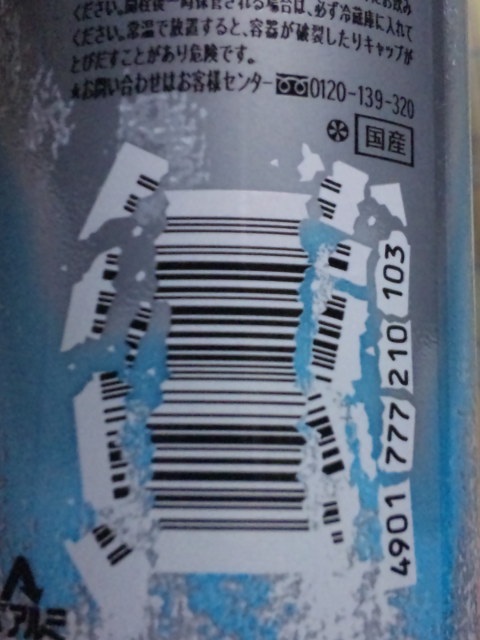 ください。開栓後一時保管される場合は、必ず冷蔵庫に入れて
ください。常温で放置すると、容器が破裂したりキャップが
とびだすことがあり危険です。
★お問い合わせはお客様センター 0120-139-320
国産
4901 777 210 103
アルミ